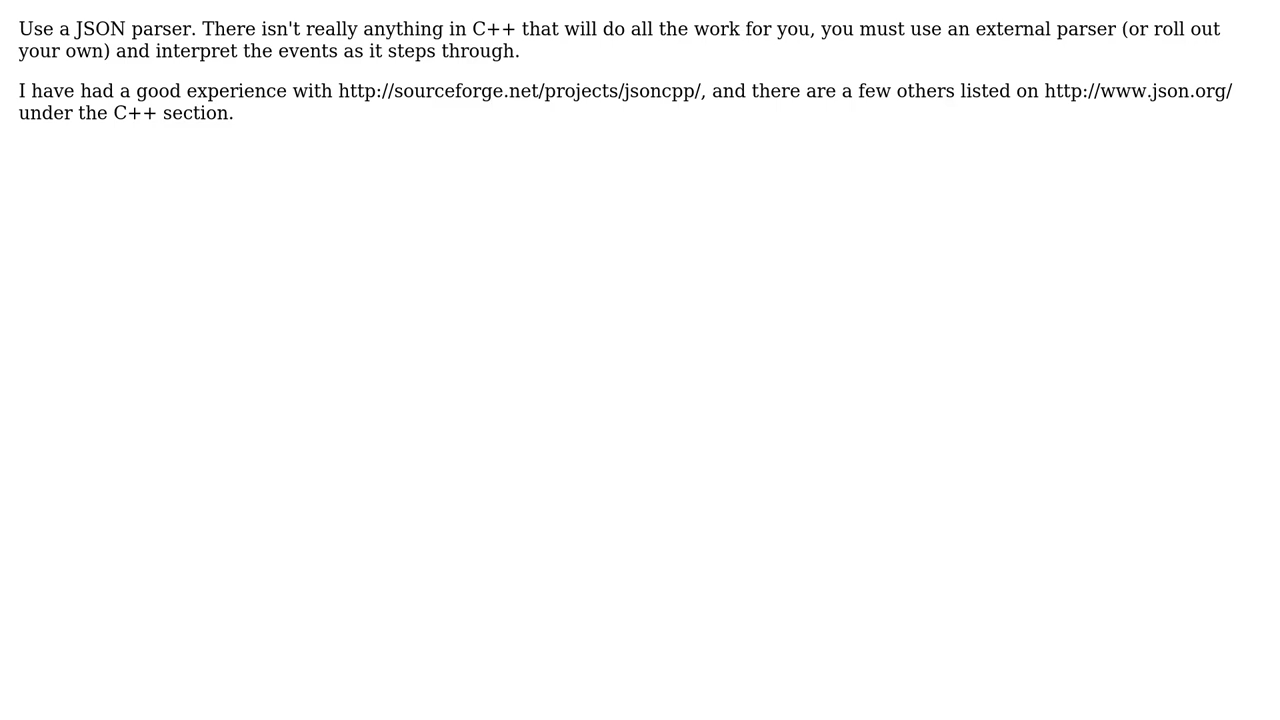 Use a JSON parser. There isn't really anything in C++ that will do all the work for you, you must use an external parser (or roll out
your own) and interpret the events as it steps through.
I have had a good experience with http://sourceforge.net/projects/jsoncpp/, and there are a few others listed on http://www.json.org/
under the C++ section.